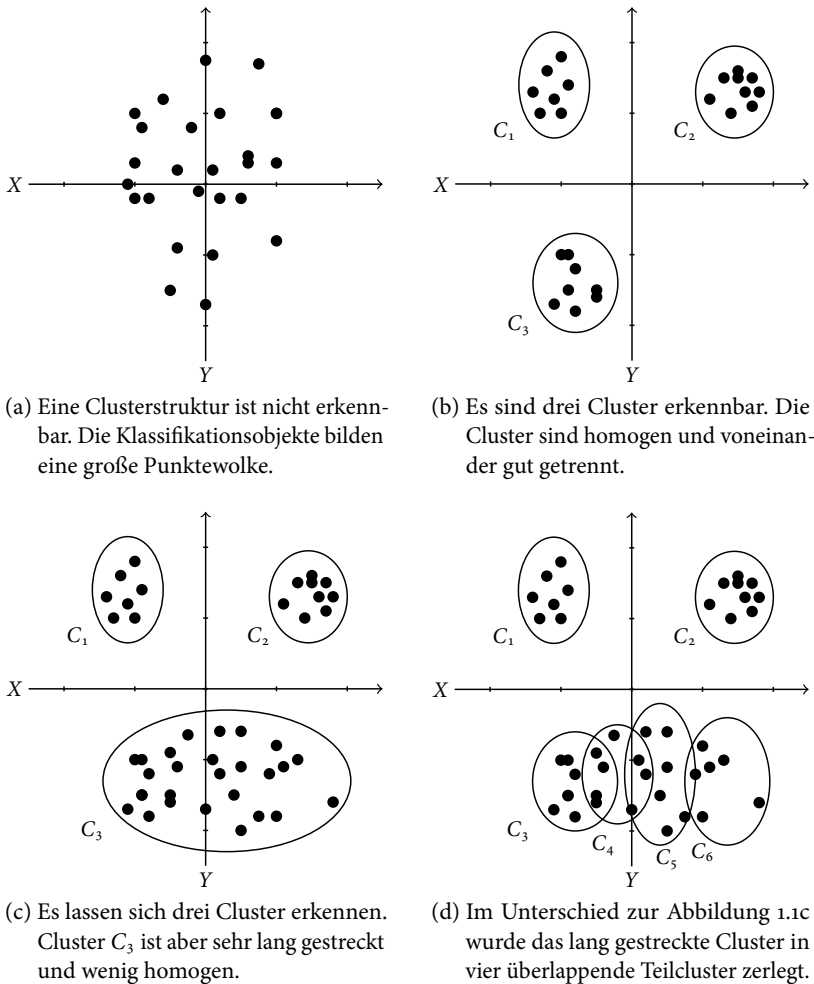 X
Y
(a) Eine Clusterstruktur ist nicht erkenn-
bar. Die Klassifikationsobjekte bilden
eine große Punktewolke.
C₁
C₂
X
C₃
Y
(b) Es sind drei Cluster erkennbar. Die
Cluster sind homogen und voneinan-
der gut getrennt.
C₁
C₂
X
C₃
Y
(c) Es lassen sich drei Cluster erkennen.
Cluster C₃ ist aber sehr lang gestreckt
und wenig homogen.
C₁
C₂
X
C₃
C₄
C₅
C₆
Y
(d) Im Unterschied zur Abbildung 1.1c
wurde das lang gestreckte Cluster in
vier überlappende Teilcluster zerlegt.